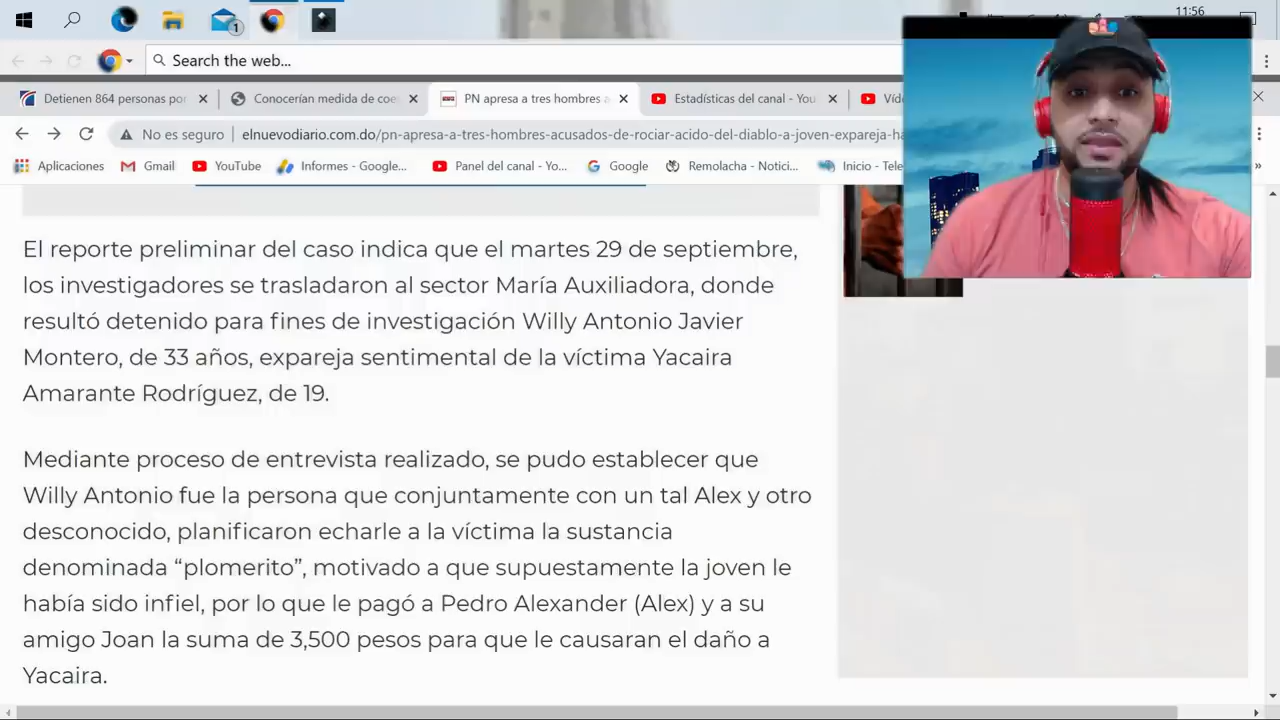 11:56
1
Search the web...
Detienen 864 personas por
Conocerían medida de coe
PN apresa a tres hombres a
Estadísticas del canal - You
No es seguro
elnuevodiario.com.do/pn-apresa-a-tres-hombres-acusados-de-rociar-acido-del-diablo-a-joven-expareja-ha
Aplicaciones
Gmail
YouTube
Informes - Google...
Panel del canal - Yo...
Google
Remolacha - Notici...
Inicio - Tele
El reporte preliminar del caso indica que el martes 29 de septiembre,
los investigadores se trasladaron al sector María Auxiliadora, donde
resultó detenido para fines de investigación Willy Antonio Javier
Montero, de 33 años, expareja sentimental de la víctima Yacaira
Amarante Rodríguez, de 19.
Mediante proceso de entrevista realizado, se pudo establecer que
Willy Antonio fue la persona que conjuntamente con un tal Alex y otro
desconocido, planificaron echarle a la víctima la sustancia
denominada “plomerito”, motivado a que supuestamente la joven le
había sido infiel, por lo que le pagó a Pedro Alexander (Alex) y a su
amigo Joan la suma de 3,500 pesos para que le causaran el daño a
Yacaira.